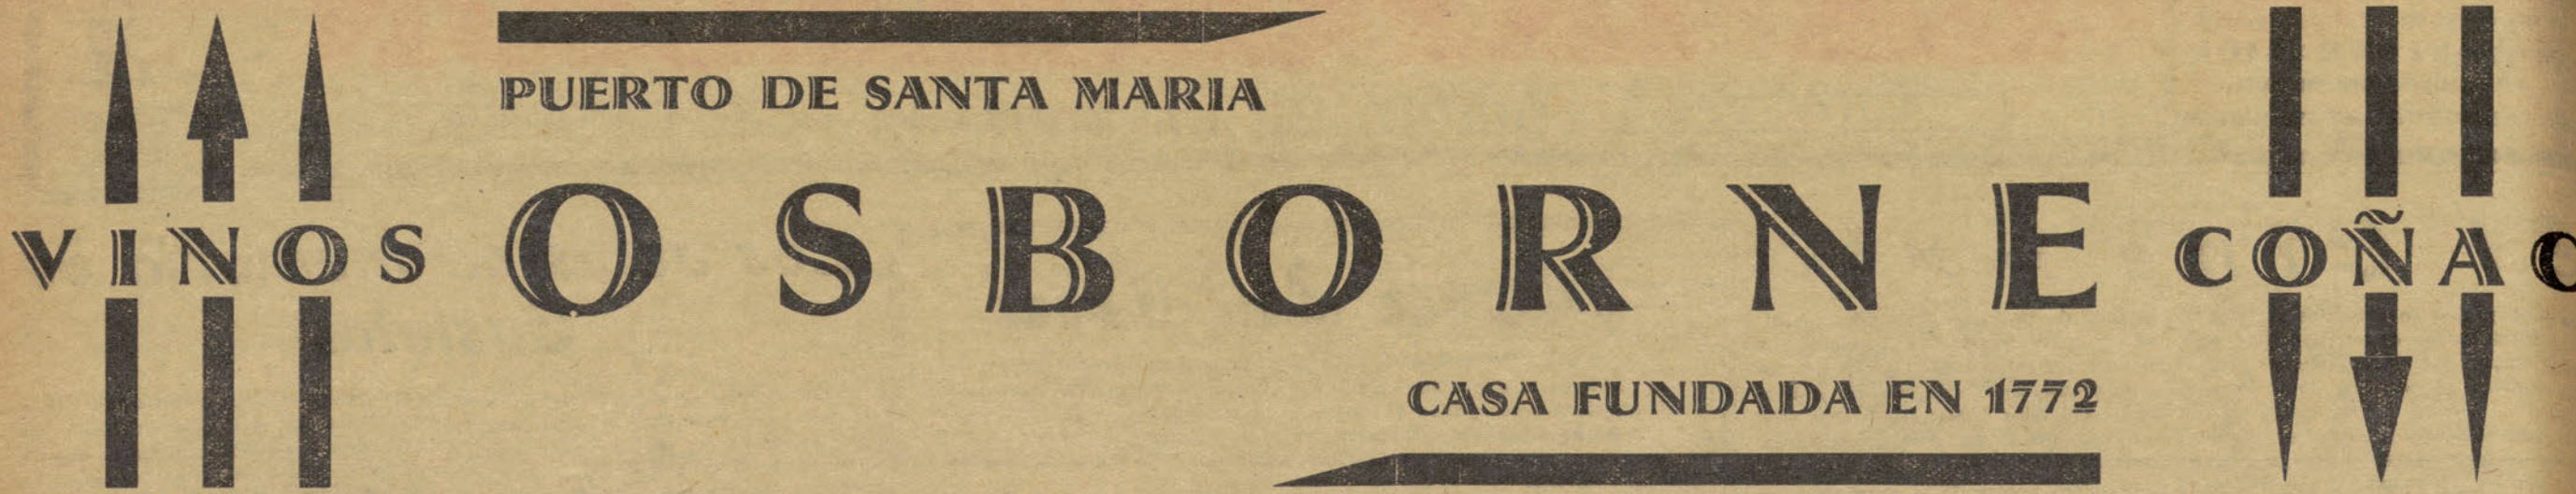 PUERTO DE SANTA MARIA
VINOS OSBORNE COÑAC
CASA FUNDADA EN 1772